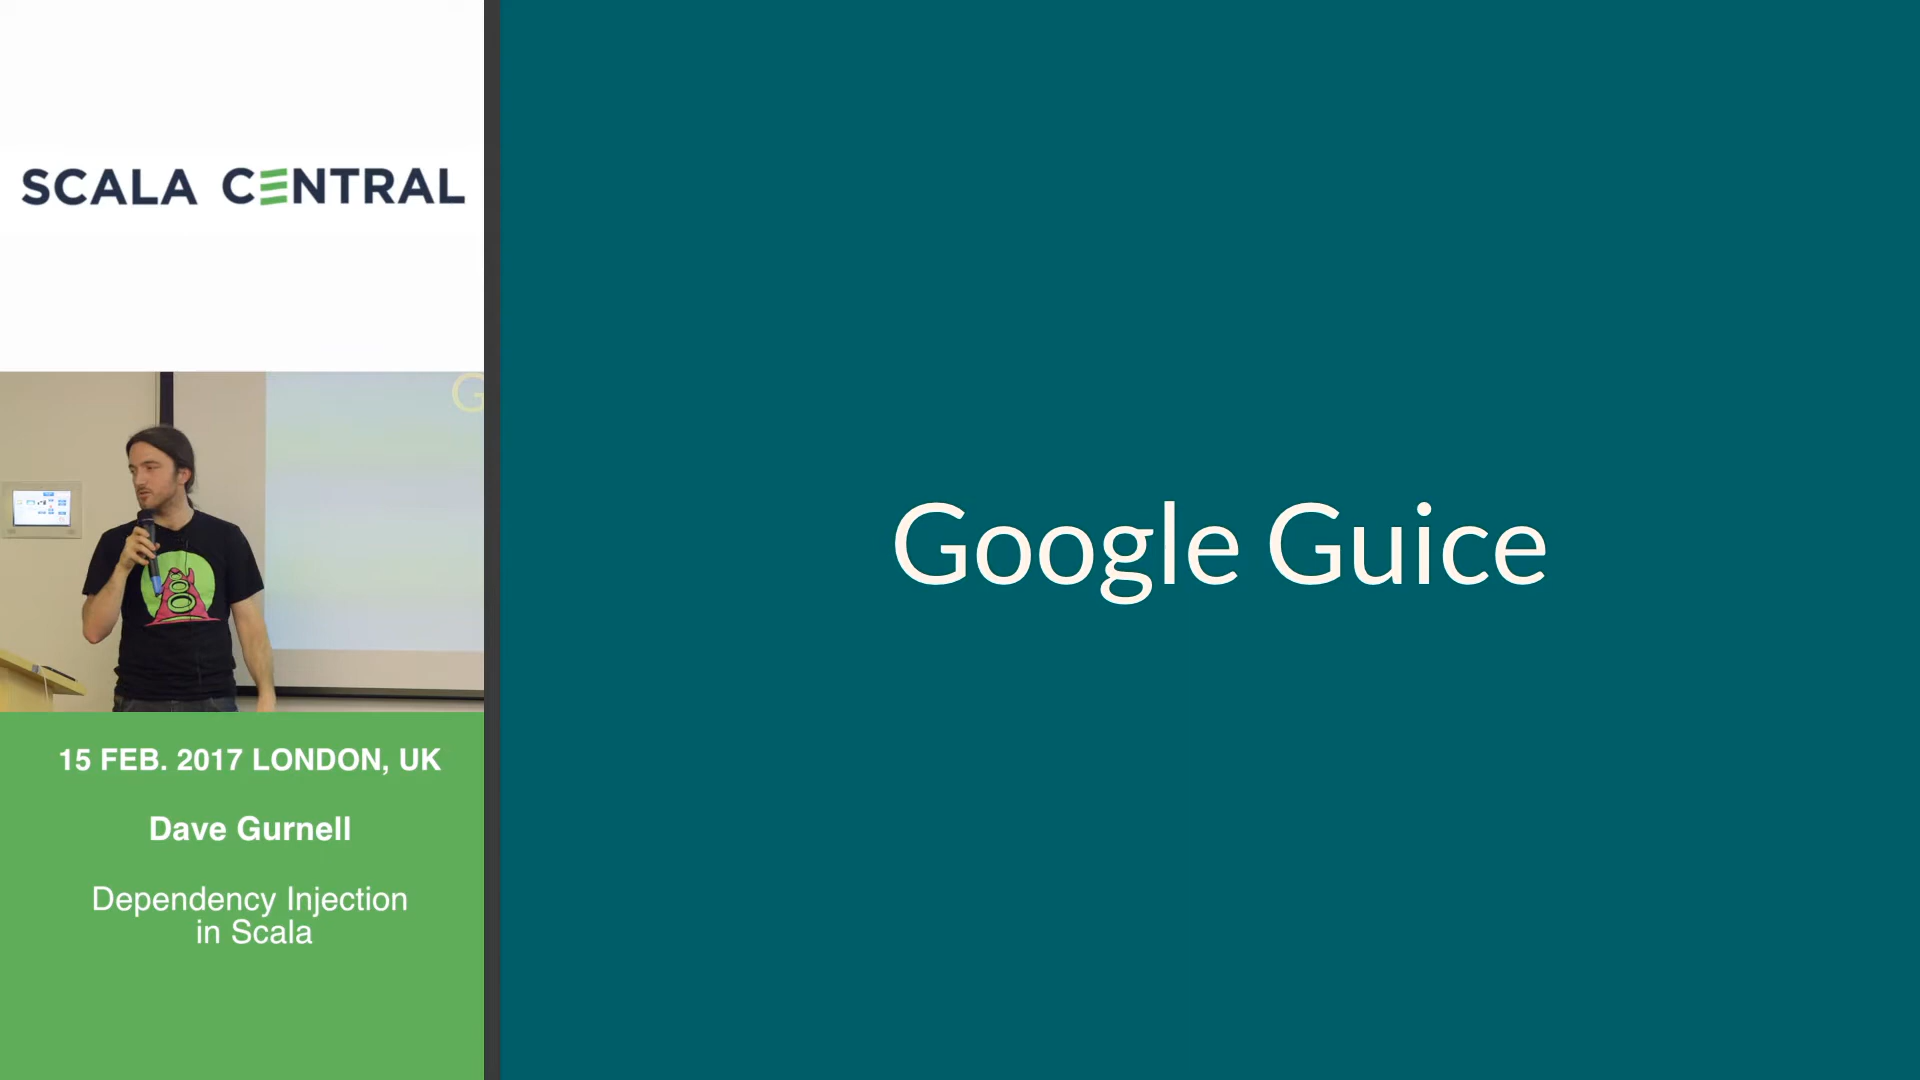 SCALA CENTRAL
G
15 FEB. 2017 LONDON, UK
Dave Gurnell
Dependency Injection
in Scala
Google Guice